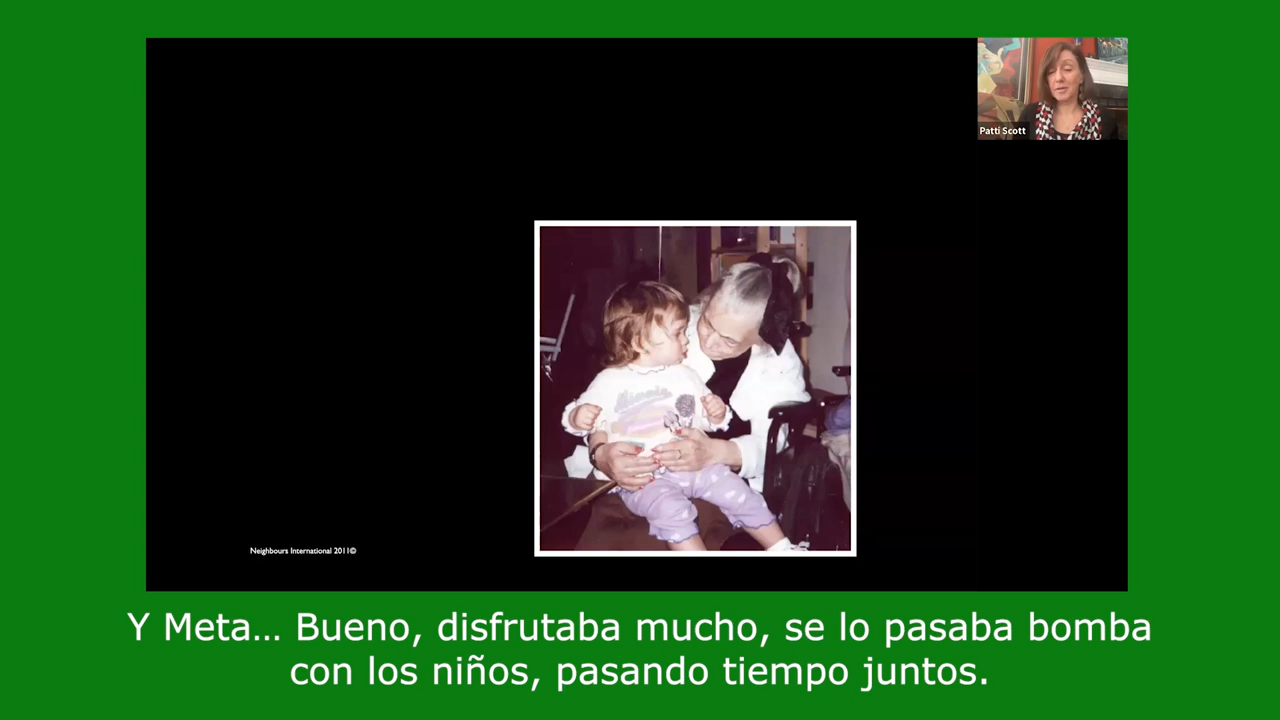 Patti Scott
Minnie
Neighbours International 2011©
Y Meta... Bueno, disfrutaba mucho, se lo pasaba bomba
con los niños, pasando tiempo juntos.